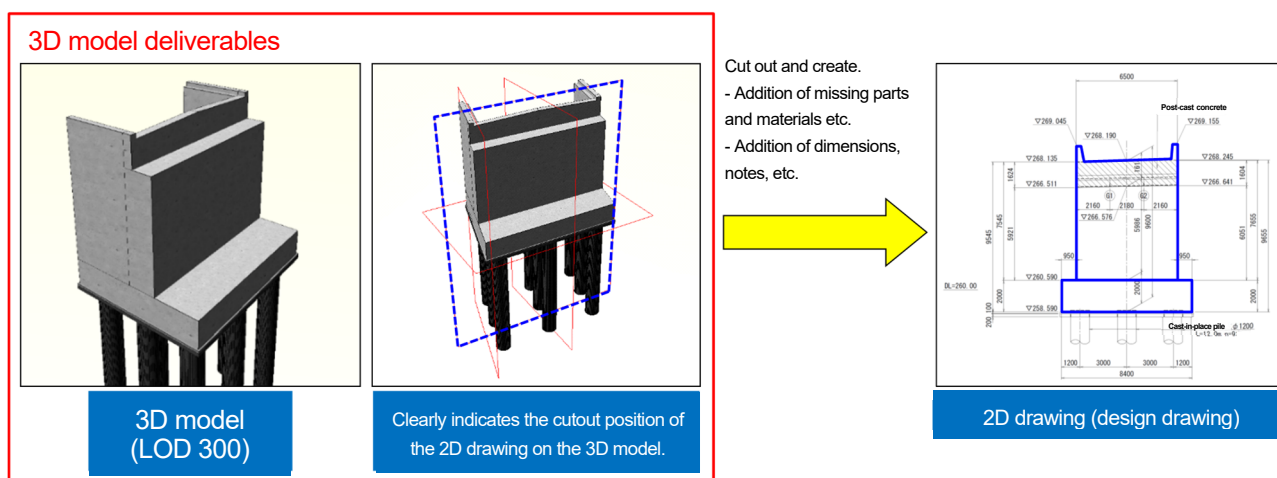 3D model deliverables
3D model
(LOD 300)
Clearly indicates the cutout position of
the 2D drawing on the 3D model.
Cut out and create.
- Addition of missing parts
and materials etc.
- Addition of dimensions,
notes, etc.
6500
Post-cast concrete
▽269.045
▽269.155
▽268.190
▽268.135
▽268.245
161
1624
1604
▽266.511
▽266.641
G1
G2
2160
2180
2160
▽266.576
9545
7545
5921
5986
9600
6051
7655
9655
950
950
▽260.590
DL=260.00
2000
2000
2000
▽258.590
200
100
Cast-in-place pile
φ1200
1200
3000
3000
1200
8400
2D drawing (design drawing)